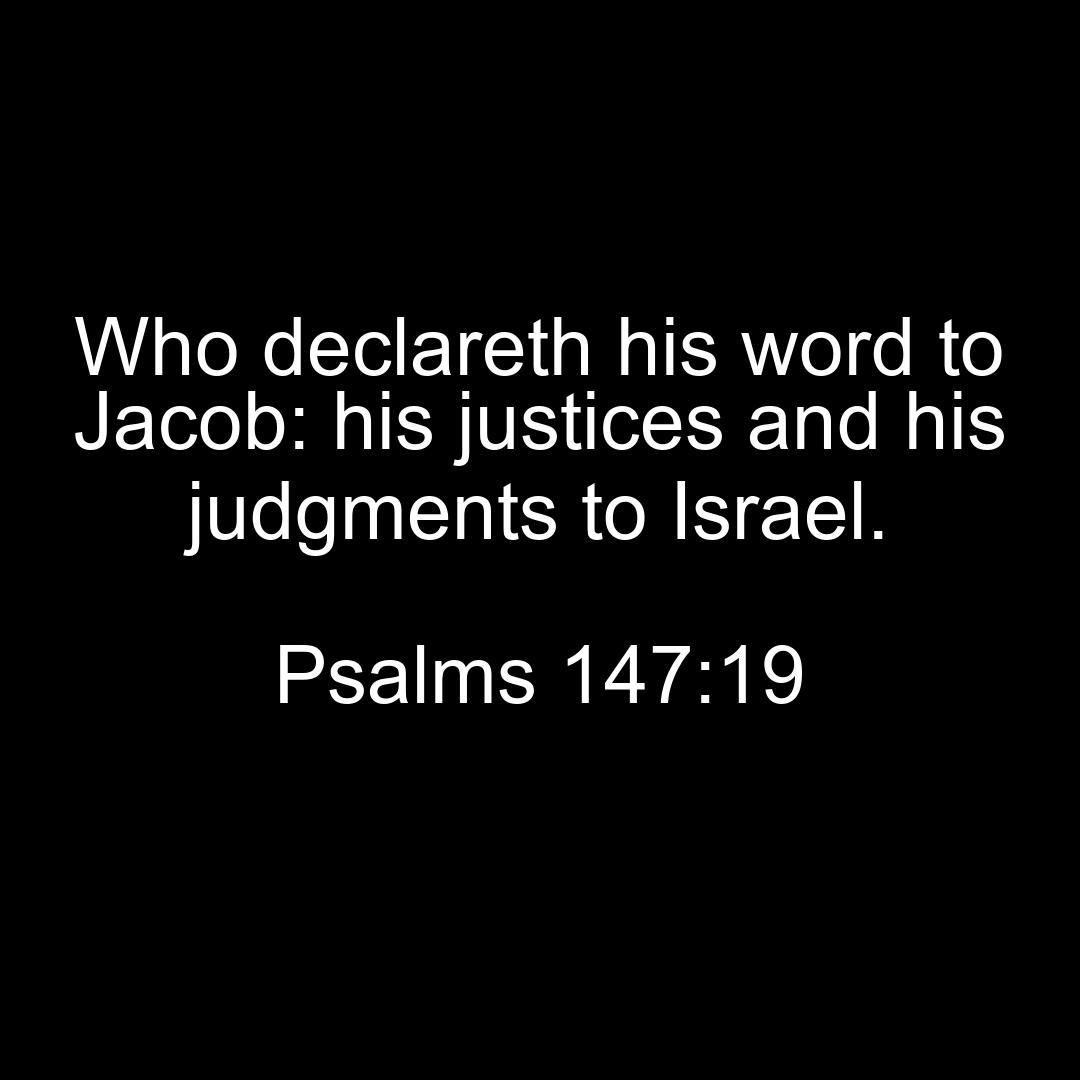 Who declareth his word to
Jacob: his justices and his
judgments to Israel.
Psalms 147:19